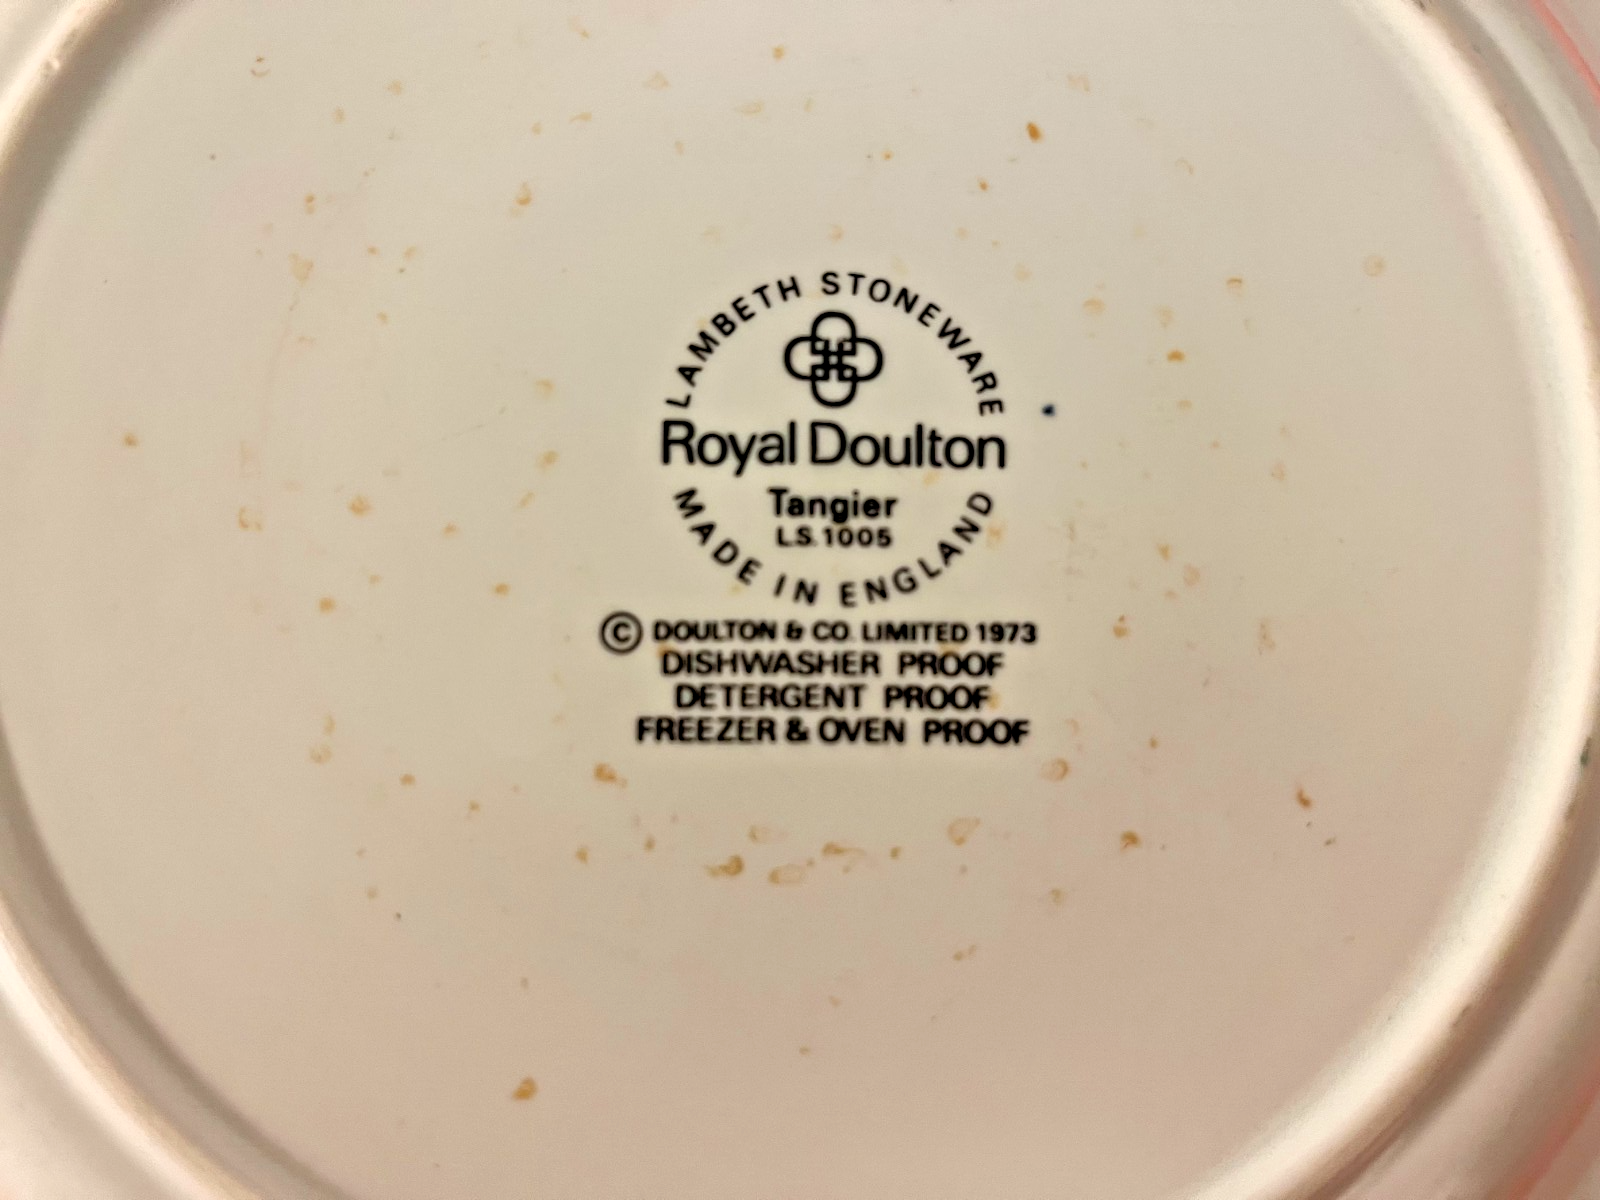 LAMBETH STONEWARE
Royal Doulton
Tangier
L.S. 1005
MADE IN ENGLAND
© DOULTON & CO. LIMITED 1973
DISHWASHER PROOF
DETERGENT PROOF
FREEZER & OVEN PROOF